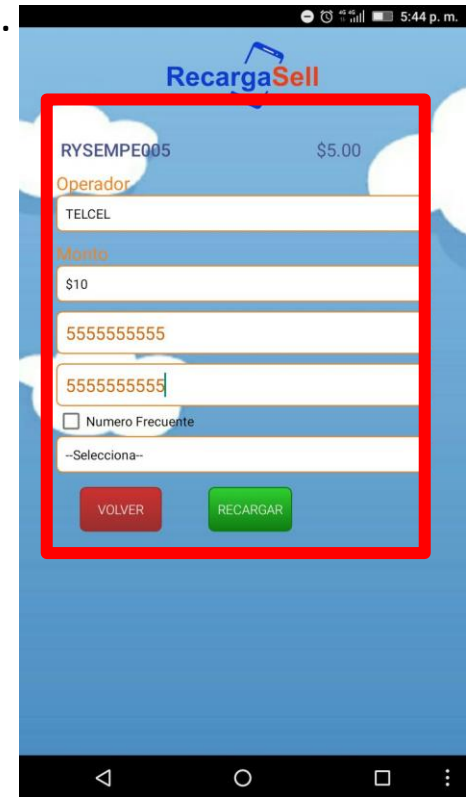 5:44 p. m.
RecargaSell
RYSEMPE005 $5.00
Operador
TELCEL
Monto
$10
5555555555
5555555555
Numero Frecuente
--Selecciona--
VOLVER RECARGAR